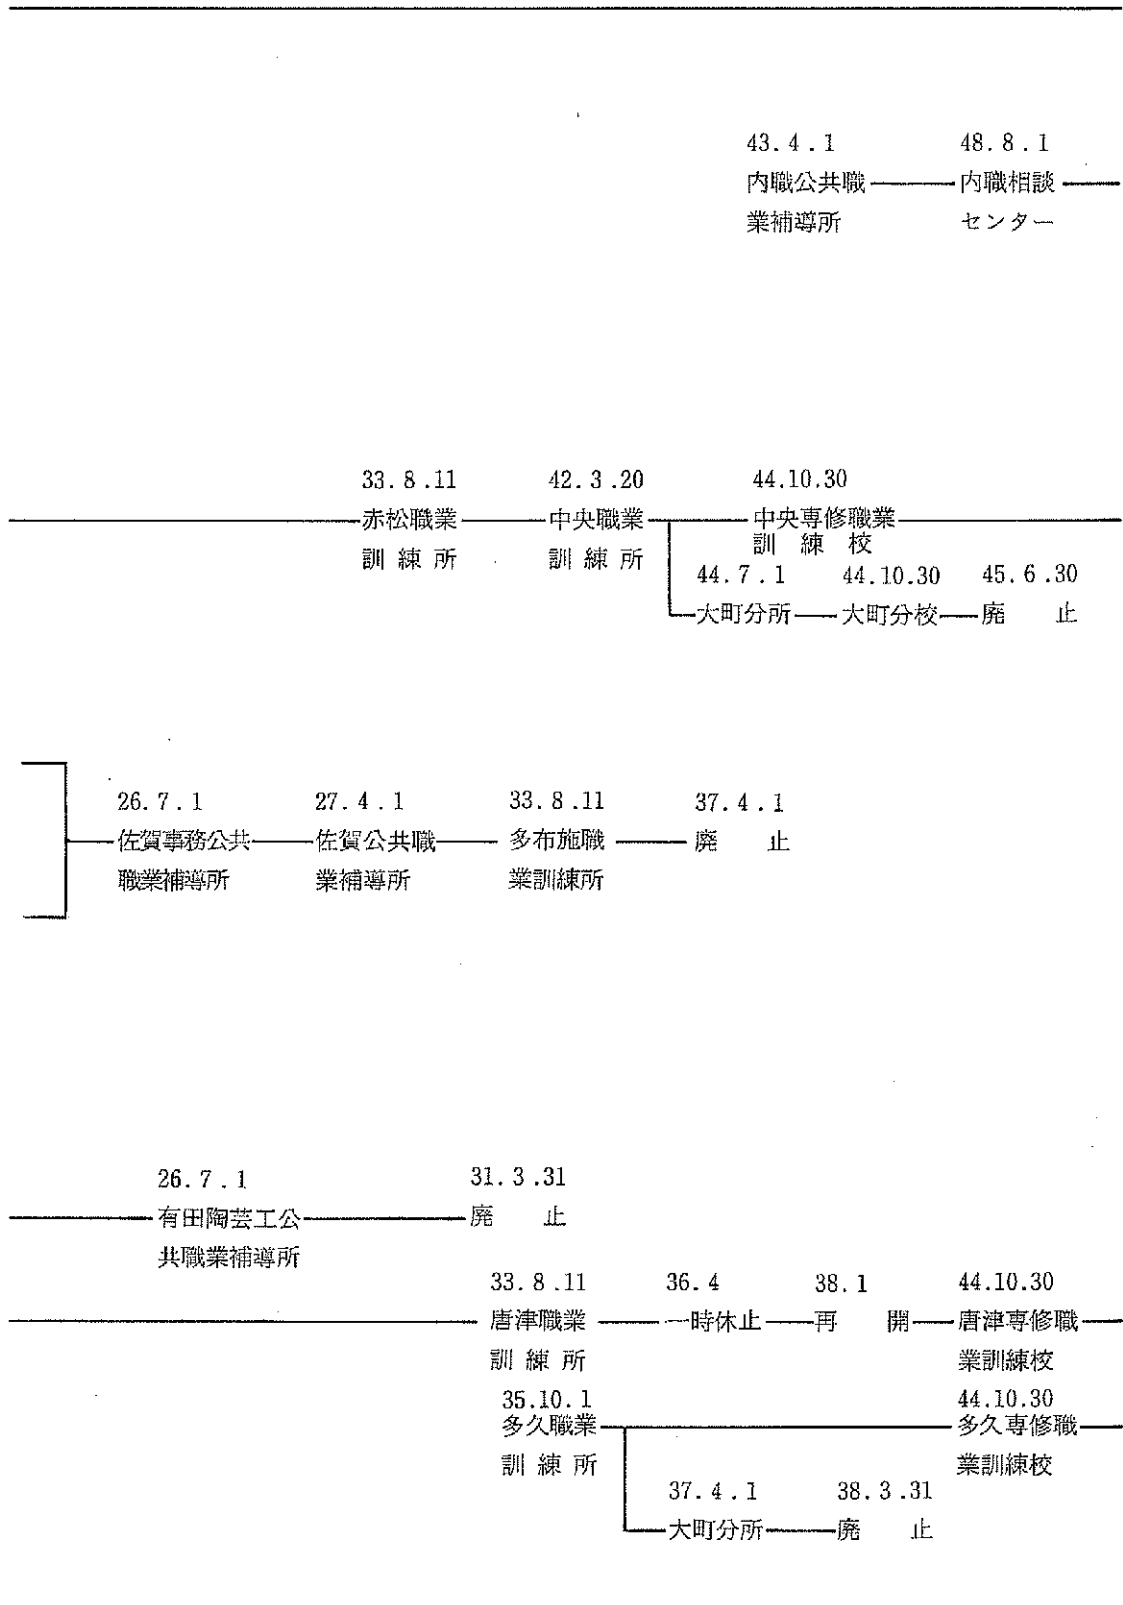 43.4.1 48.8.1
内職公共職 内職相談
業補導所 センター
33.8.11 42.3.20 44.10.30
赤松職業 中央職業 中央専修職業
訓練所 訓練所 訓練校
44.7.1 44.10.30 45.6.30
大町分所 大町分校 廃止
26.7.1 27.4.1 33.8.11 37.4.1
佐賀事務公共 佐賀公共職 多布施職 廃止
職業補導所 業補導所 業訓練所
26.7.1 31.3.31
有田陶芸工公 廃止
共職業補導所
33.8.11 36.4 38.1 44.10.30
唐津職業 一時休止 再開 唐津専修職
訓練所 業訓練校
35.10.1 44.10.30
多久職業 多久専修職
訓練所 業訓練校
37.4.1 38.3.31
大町分所 廃止